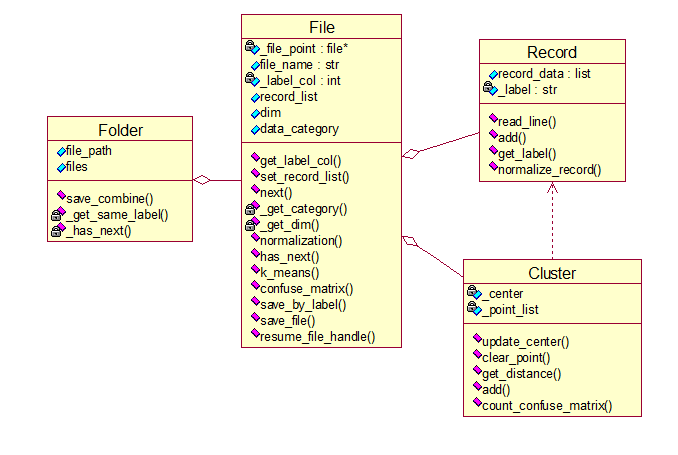 File
_file_point : file*
file_name : str
_label_col : int
record_list
dim
data_category
get_label_col()
set_record_list()
next()
_get_category()
_get_dim()
normalization()
has_next()
k_means()
confuse_matrix()
save_by_label()
save_file()
resume_file_handle()
Record
record_data : list
_label : str
read_line()
add()
get_label()
normalize_record()
Folder
file_path
files
save_combine()
_get_same_label()
_has_next()
Cluster
_center
_point_list
update_center()
clear_point()
get_distance()
add()
count_confuse_matrix()